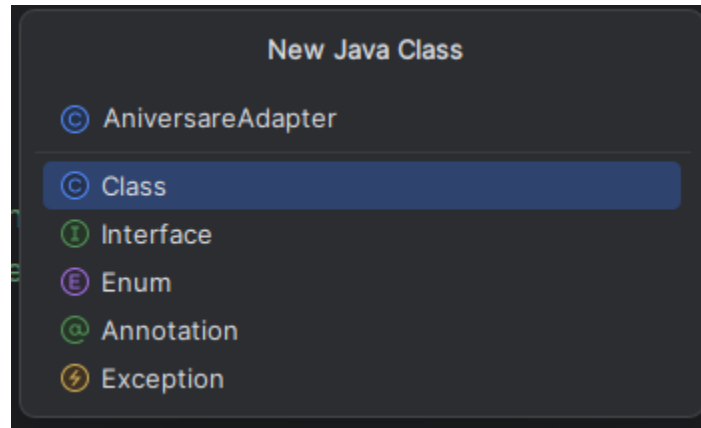 New Java Class
AniversareAdapter
Class
Interface
Enum
Annotation
Exception